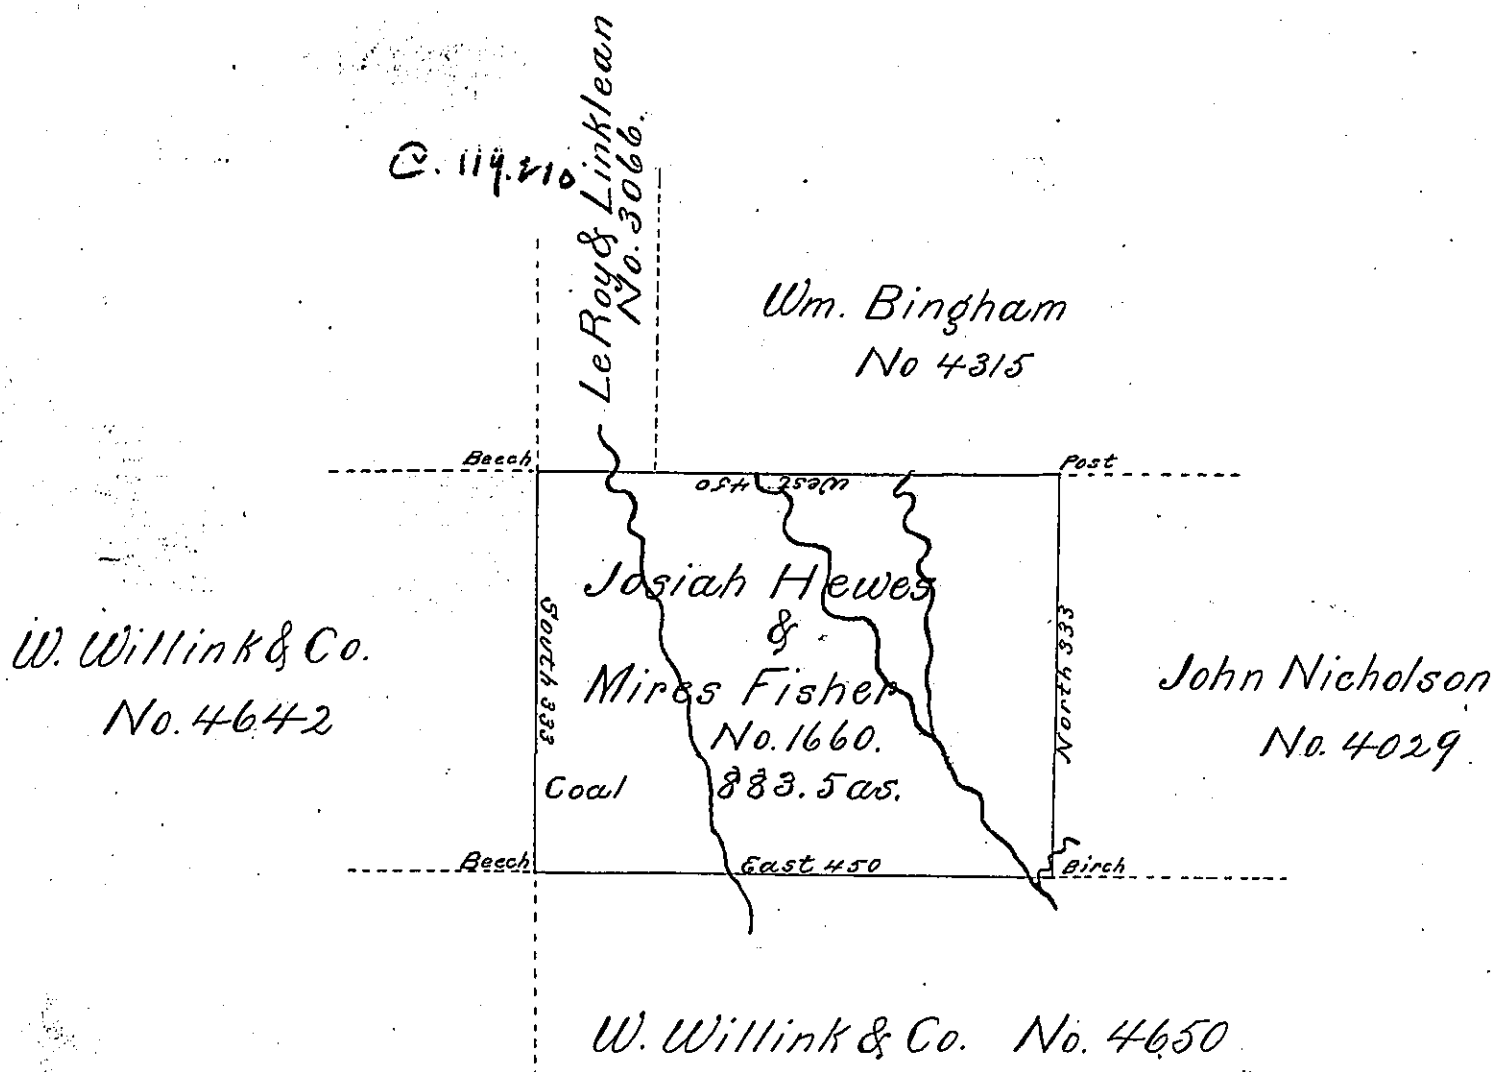 LeRoy & Linklean
No. 3066.
C. 119.210
Wm. Bingham
No 4315
Beech
Post
West 450
Josiah Hewes
&
Mires Fisher
No. 1660.
883.5 as.
Coal
South 333
North 333
W. Willink & Co.
No. 4642
John Nicholson
No. 4029
Beech
East 450
Birch
W. Willink & Co. No. 4650